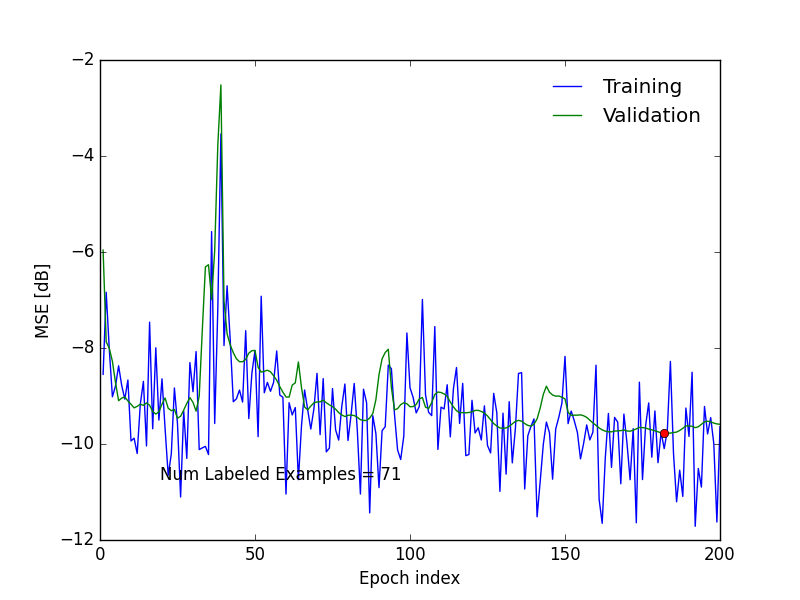 −2
−4
−6
−8
−10
−12
MSE [dB]
Training
Validation
Num Labeled Examples = 71
0 50 100 150 200
Epoch index